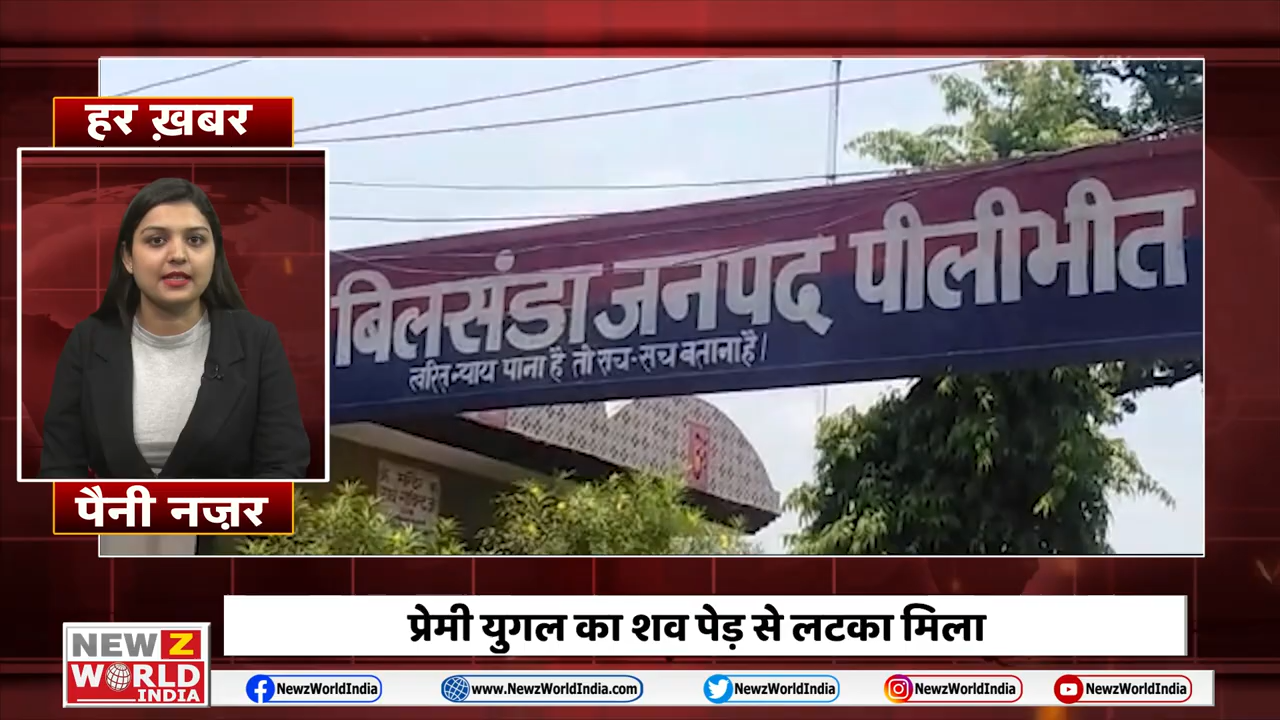 हर ख़बर
बिलसंडा जनपद पीलीभीत
न्याय पाना है तो सच-सच बताना है।
पैनी नज़र
प्रेमी युगल का शव पेड़ से लटका मिला
NEWZ
WORLD
INDIA
NewzWorldIndia
www.NewzWorldIndia.com
NewzWorldIndia
NewzWorldIndia
NewzWorldIndia